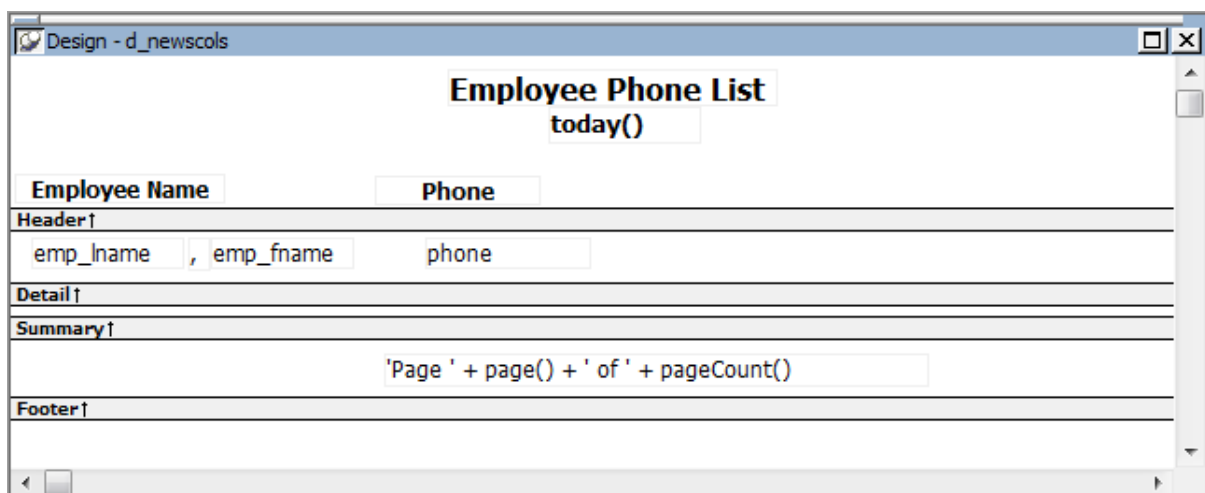 Design - d_newscols
Employee Phone List
today()
Employee Name Phone
Header↑
emp_lname , emp_fname phone
Detail↑
Summary↑
'Page ' + page() + ' of ' + pageCount()
Footer↑